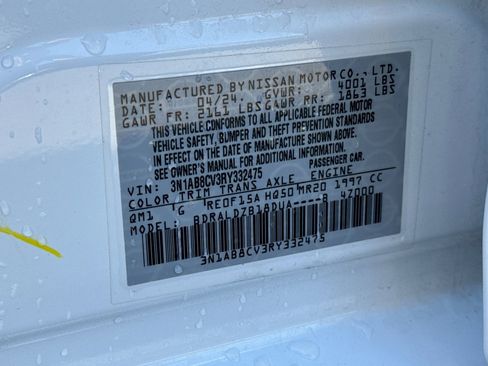 MANUFACTURED BY NISSAN MOTOR CO., LTD.
DATE: 04/24 GVWR: 4001 LBS
GAWR FR: 2161 LBS GAWR RR: 1863 LBS
THIS VEHICLE CONFORMS TO ALL APPLICABLE FEDERAL MOTOR
VEHICLE SAFETY, BUMPER AND THEFT PREVENTION STANDARDS
IN EFFECT ON THE DATE OF MANUFACTURE SHOWN ABOVE.
SEE OWNER'S MANUAL FOR ADDITIONAL INFORMATION.
VIN: 3N1AB8CV3RY332475 PASSENGER CAR.
COLOR TRIM TRANS AXLE ENGINE
QM1 G RE0F15A HQ50 MR20 1997 CC
MODEL: BDRALDZB18DUA----B 47000
3N1AB8CV3RY332475